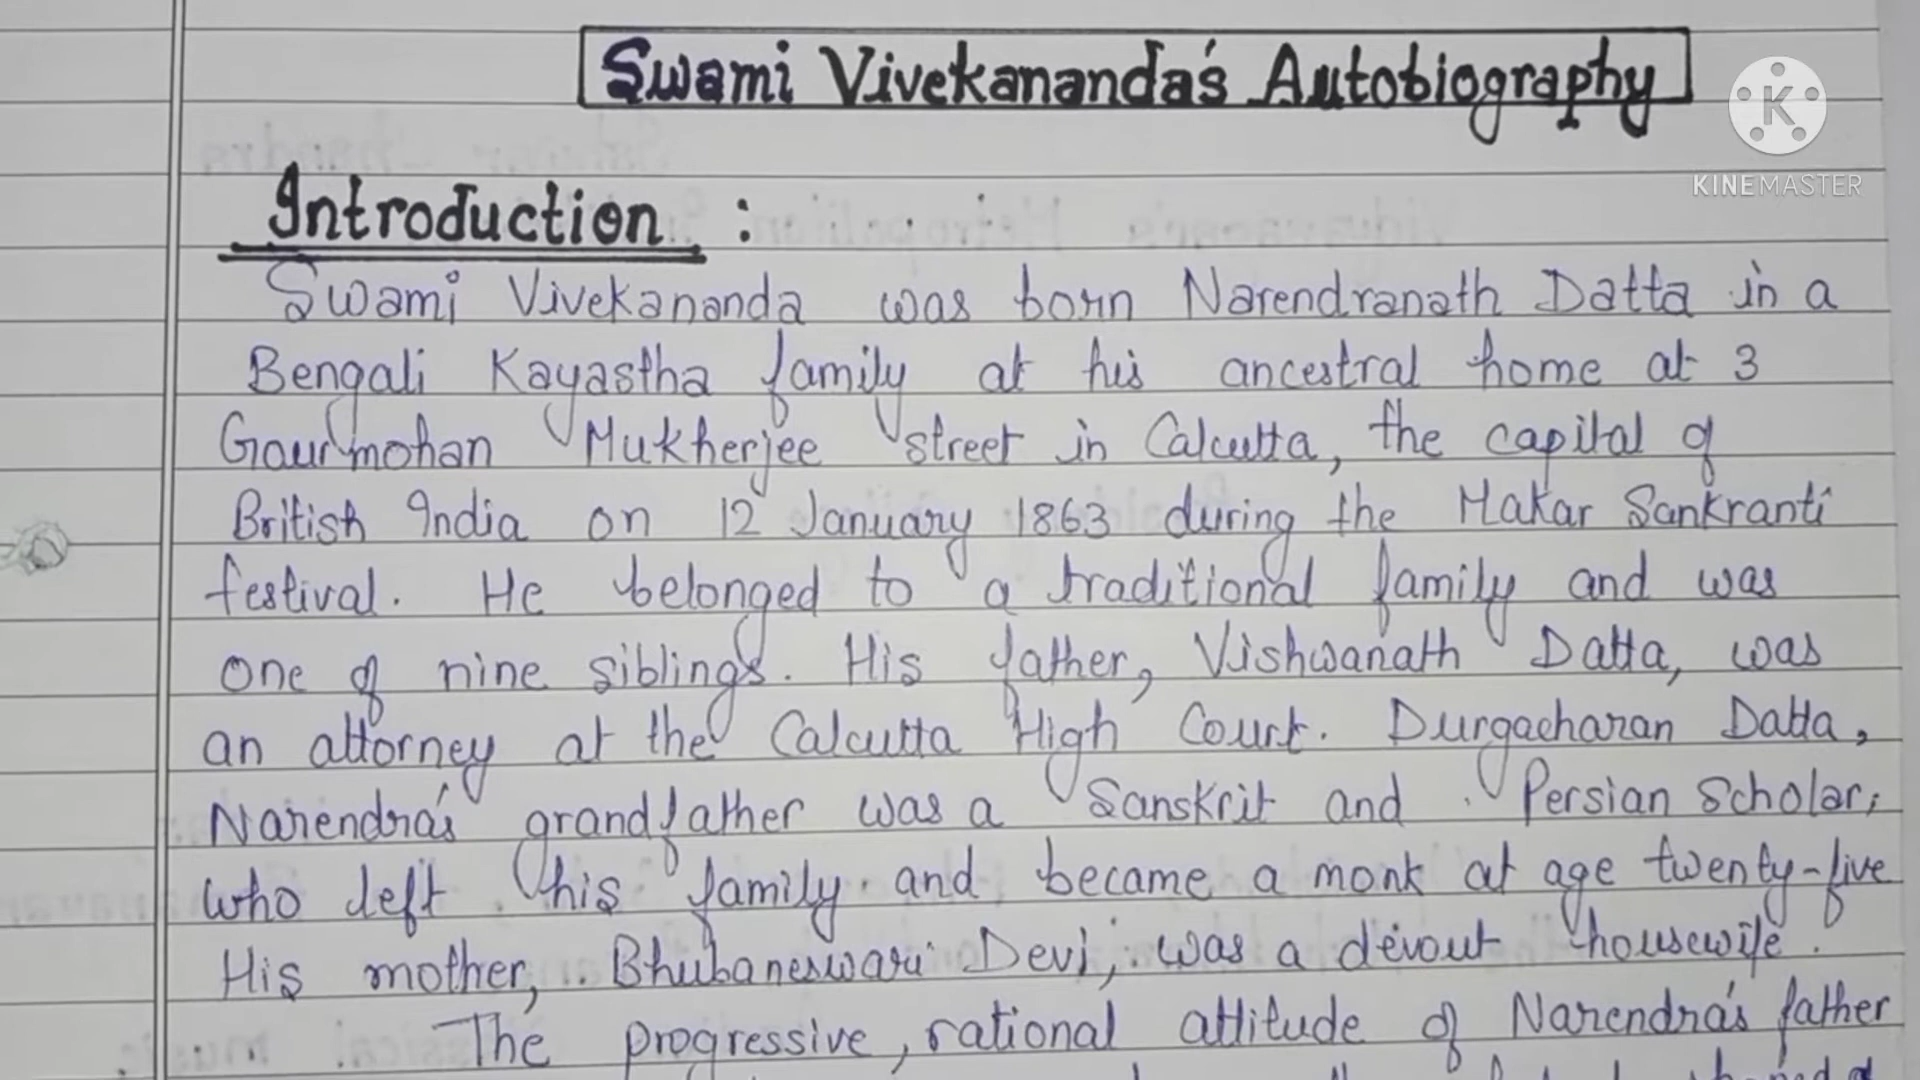 Swami Vivekananda's Autobiography
KINEMASTER
Introduction :
Swami Vivekananda was born Narendranath Datta in a
Bengali Kayastha family at his ancestral home at 3
Gourmohan Mukherjee street in Calcutta, the capital of
British India on 12 January 1863 during the Makar Sankranti
festival. He belonged to a traditional family and was
one of nine siblings. His father, Vishwanath Datta, was
an attorney at the Calcutta High Court. Durgacharan Datta,
Narendra's grandfather was a Sanskrit and Persian Scholar,
who left his family and became a monk at age twenty-five
His mother, Bhubaneswari Devi, was a devout housewife.
The progressive, rational attitude of Narendra's father